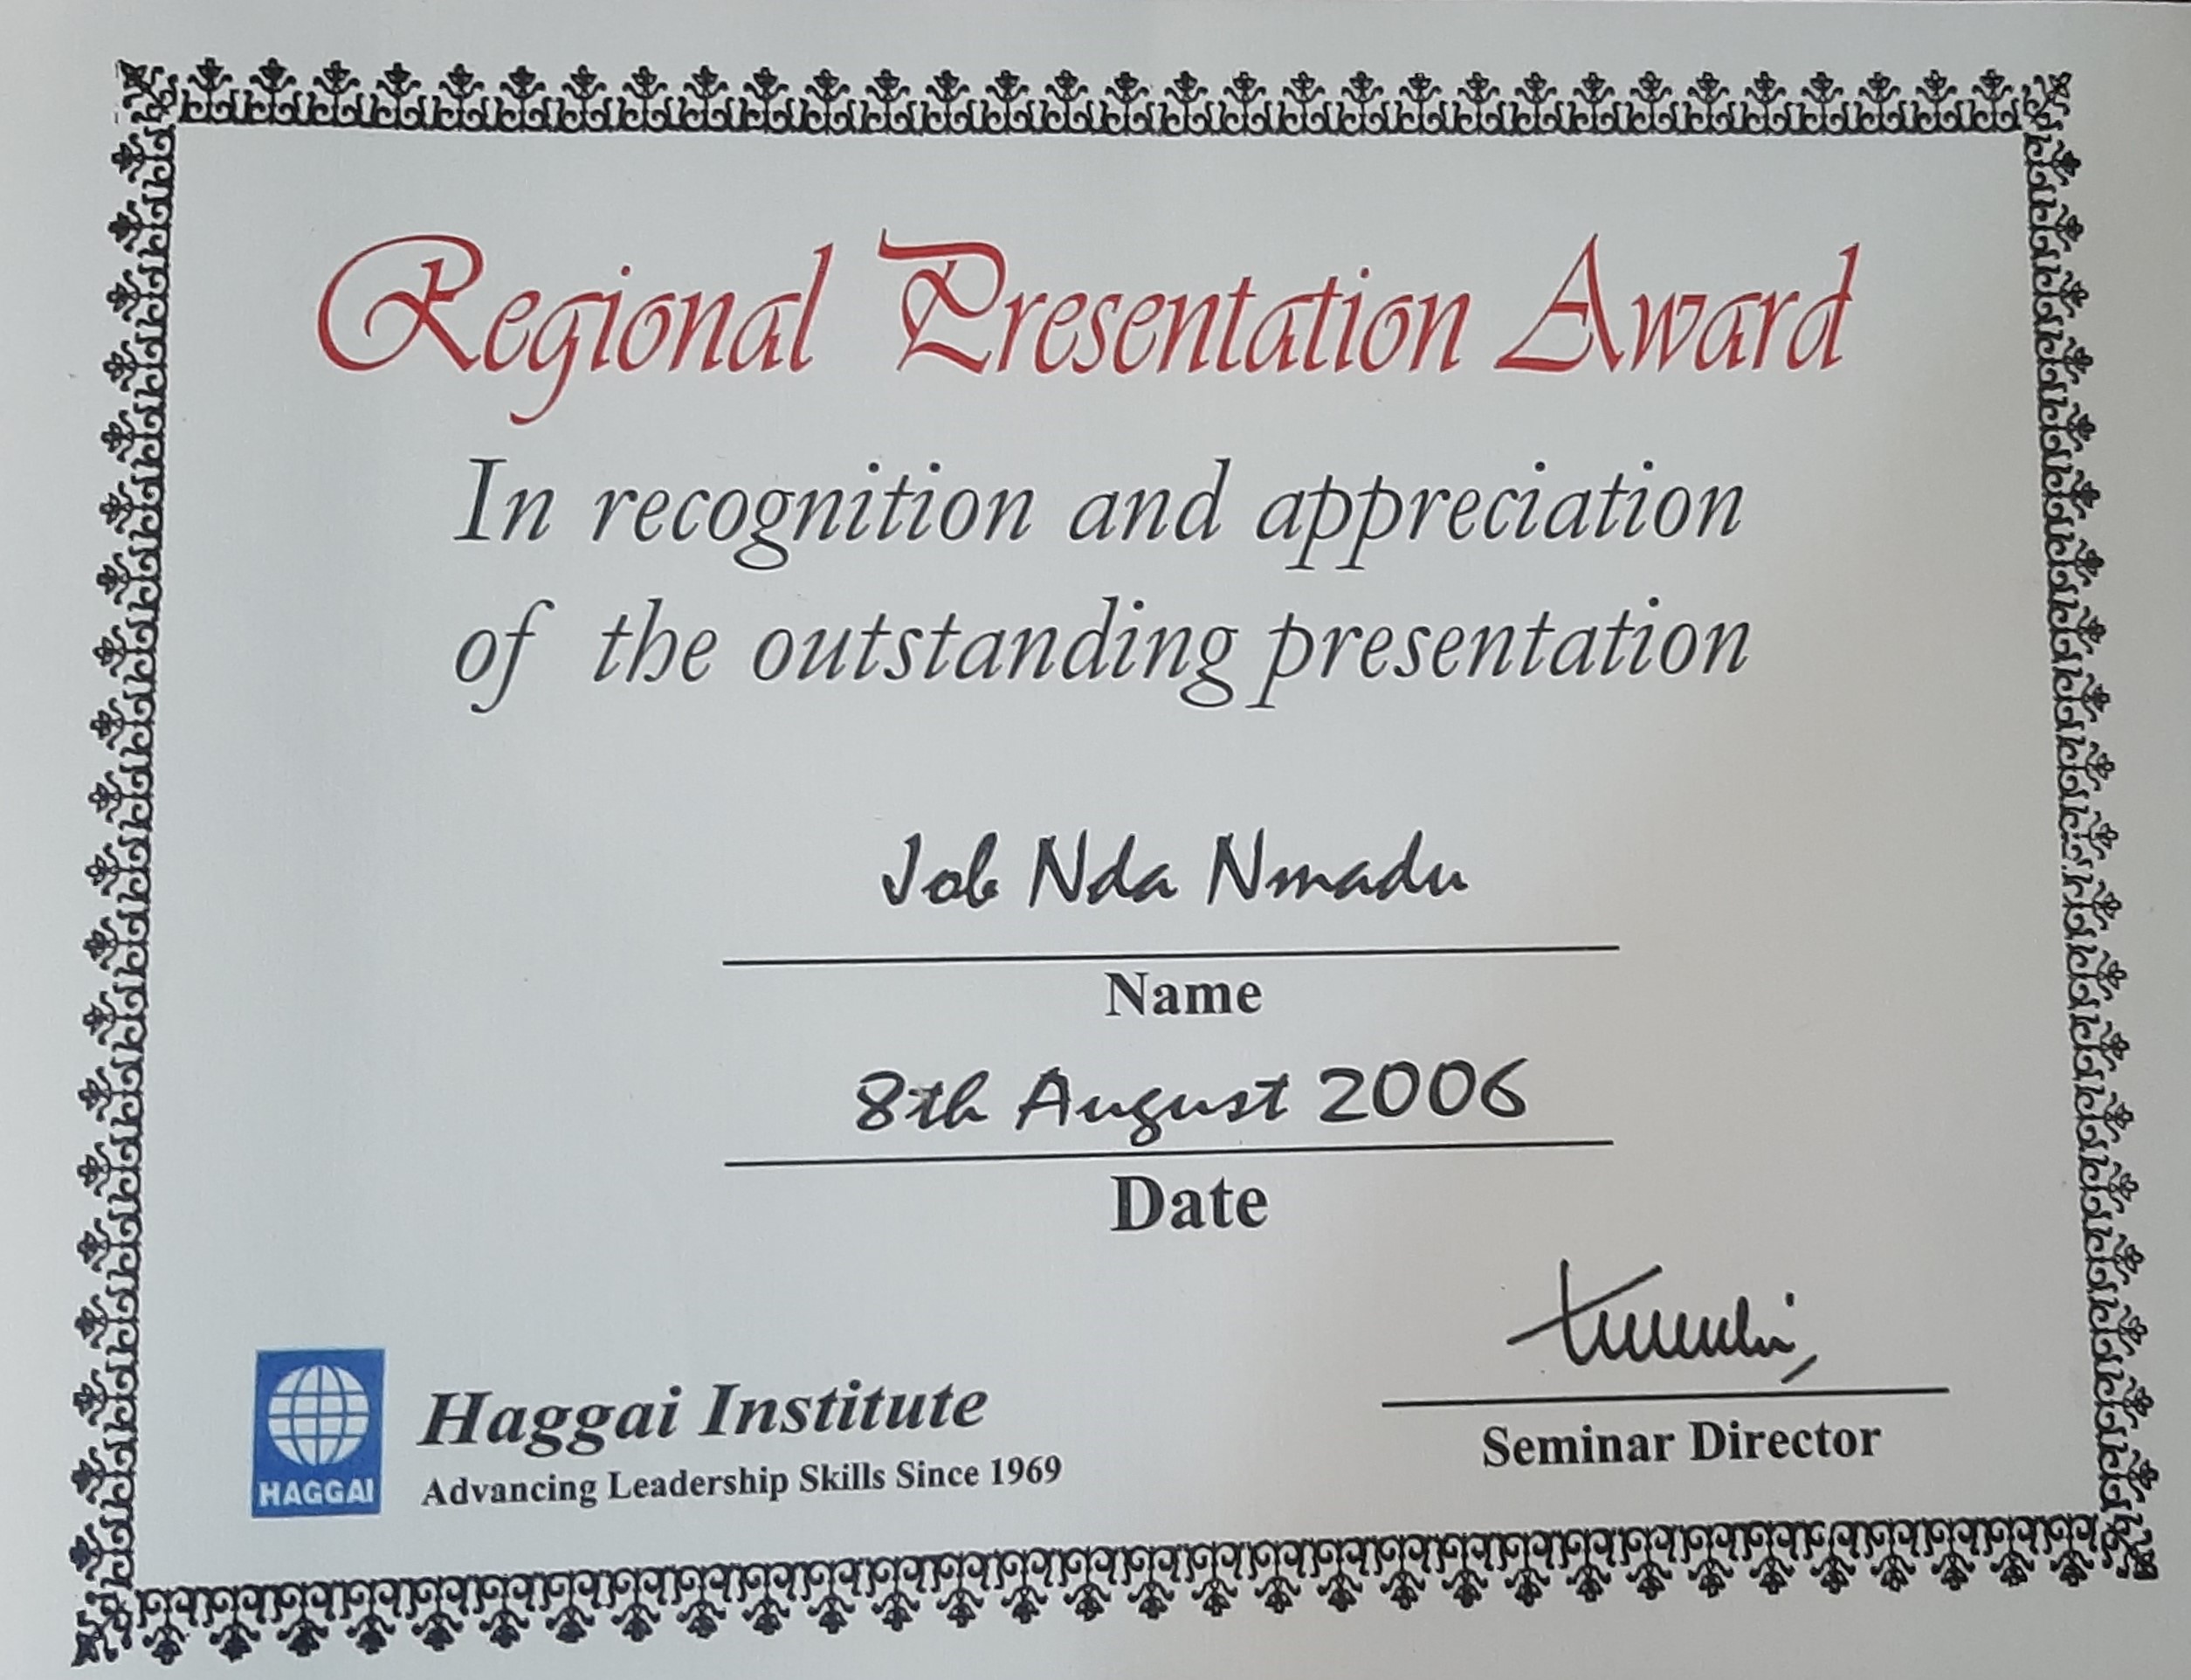 Regional Presentation Award
In recognition and appreciation
of the outstanding presentation
Job Nda Nmadu
Name
8th August 2006
Date
Seminar Director
HAGGAI
Haggai Institute
Advancing Leadership Skills Since 1969